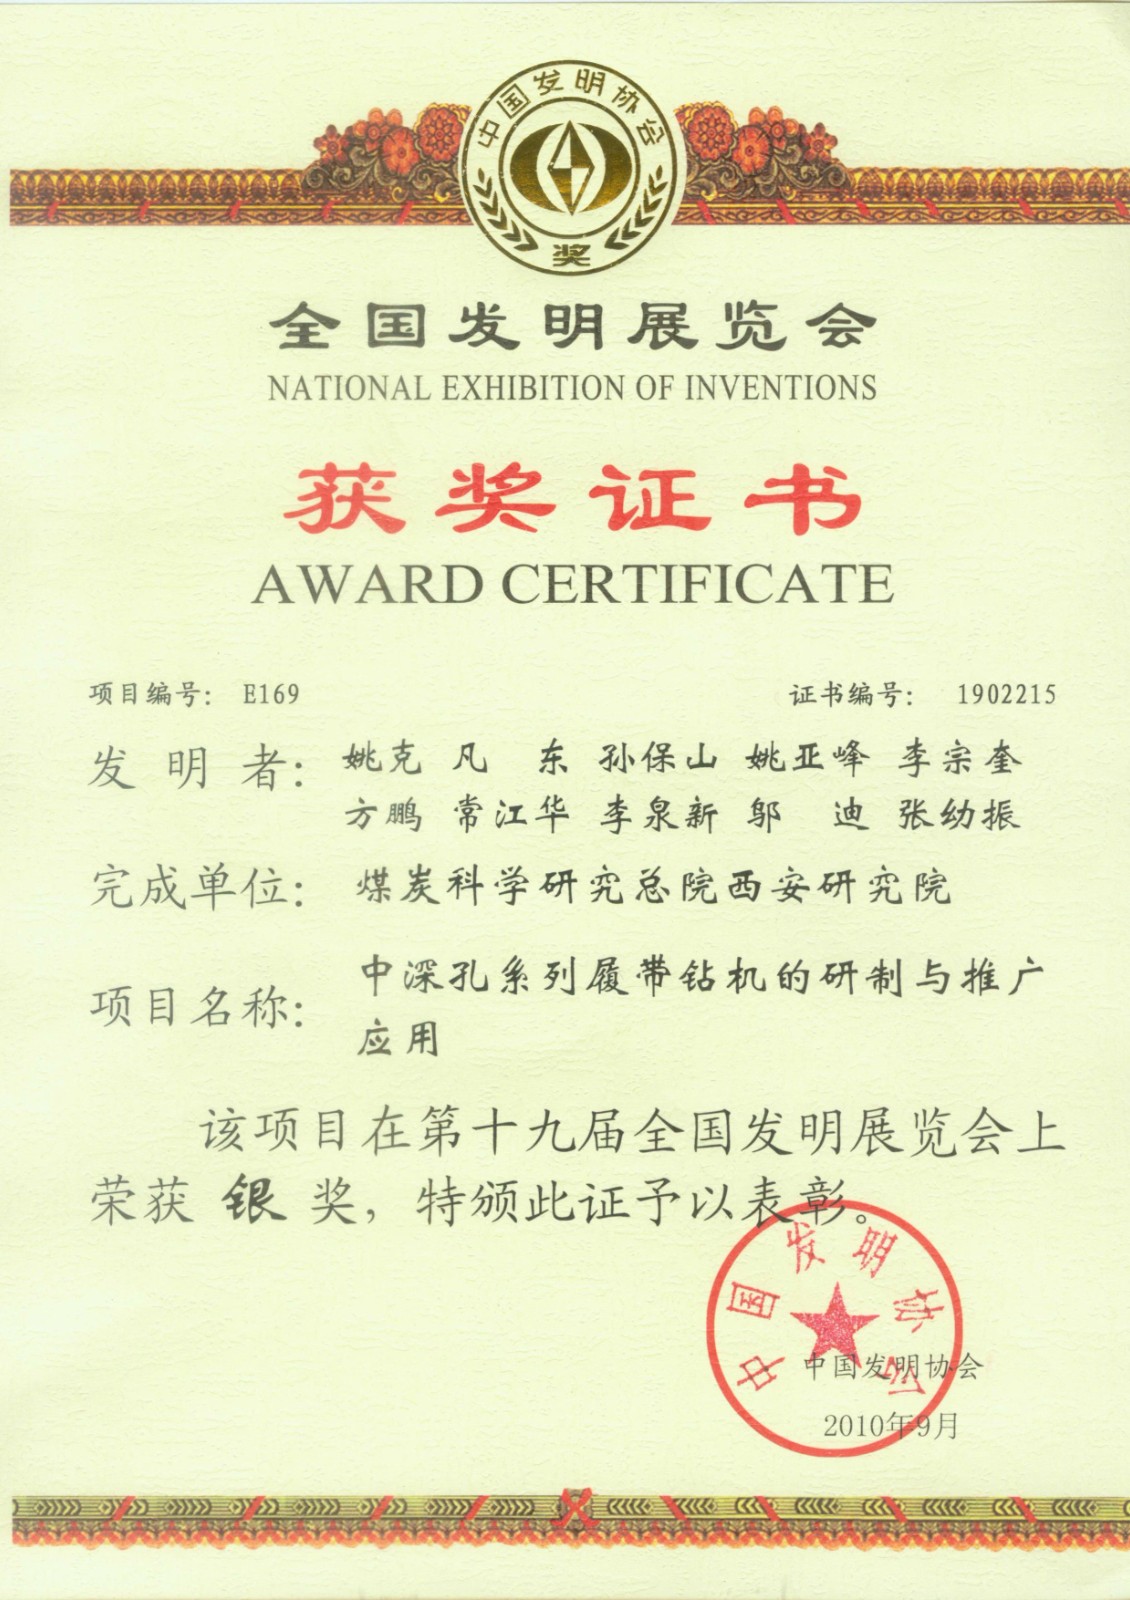 中国发明协会
奖
全国发明展览会
NATIONAL EXHIBITION OF INVENTIONS
获奖证书
AWARD CERTIFICATE
项目编号： E169 证书编号： 1902215
发明者： 姚克 凡东 孙保山 姚亚峰 李宗奎
方鹏 常江华 李泉新 邬迪 张幼振
完成单位： 煤炭科学研究总院西安研究院
项目名称： 中深孔系列履带钻机的研制与推广
应用
该项目在第十九届全国发明展览会上
荣获 银 奖，特颁此证予以表彰。
中国发明协会
中国发明协会
2010年9月